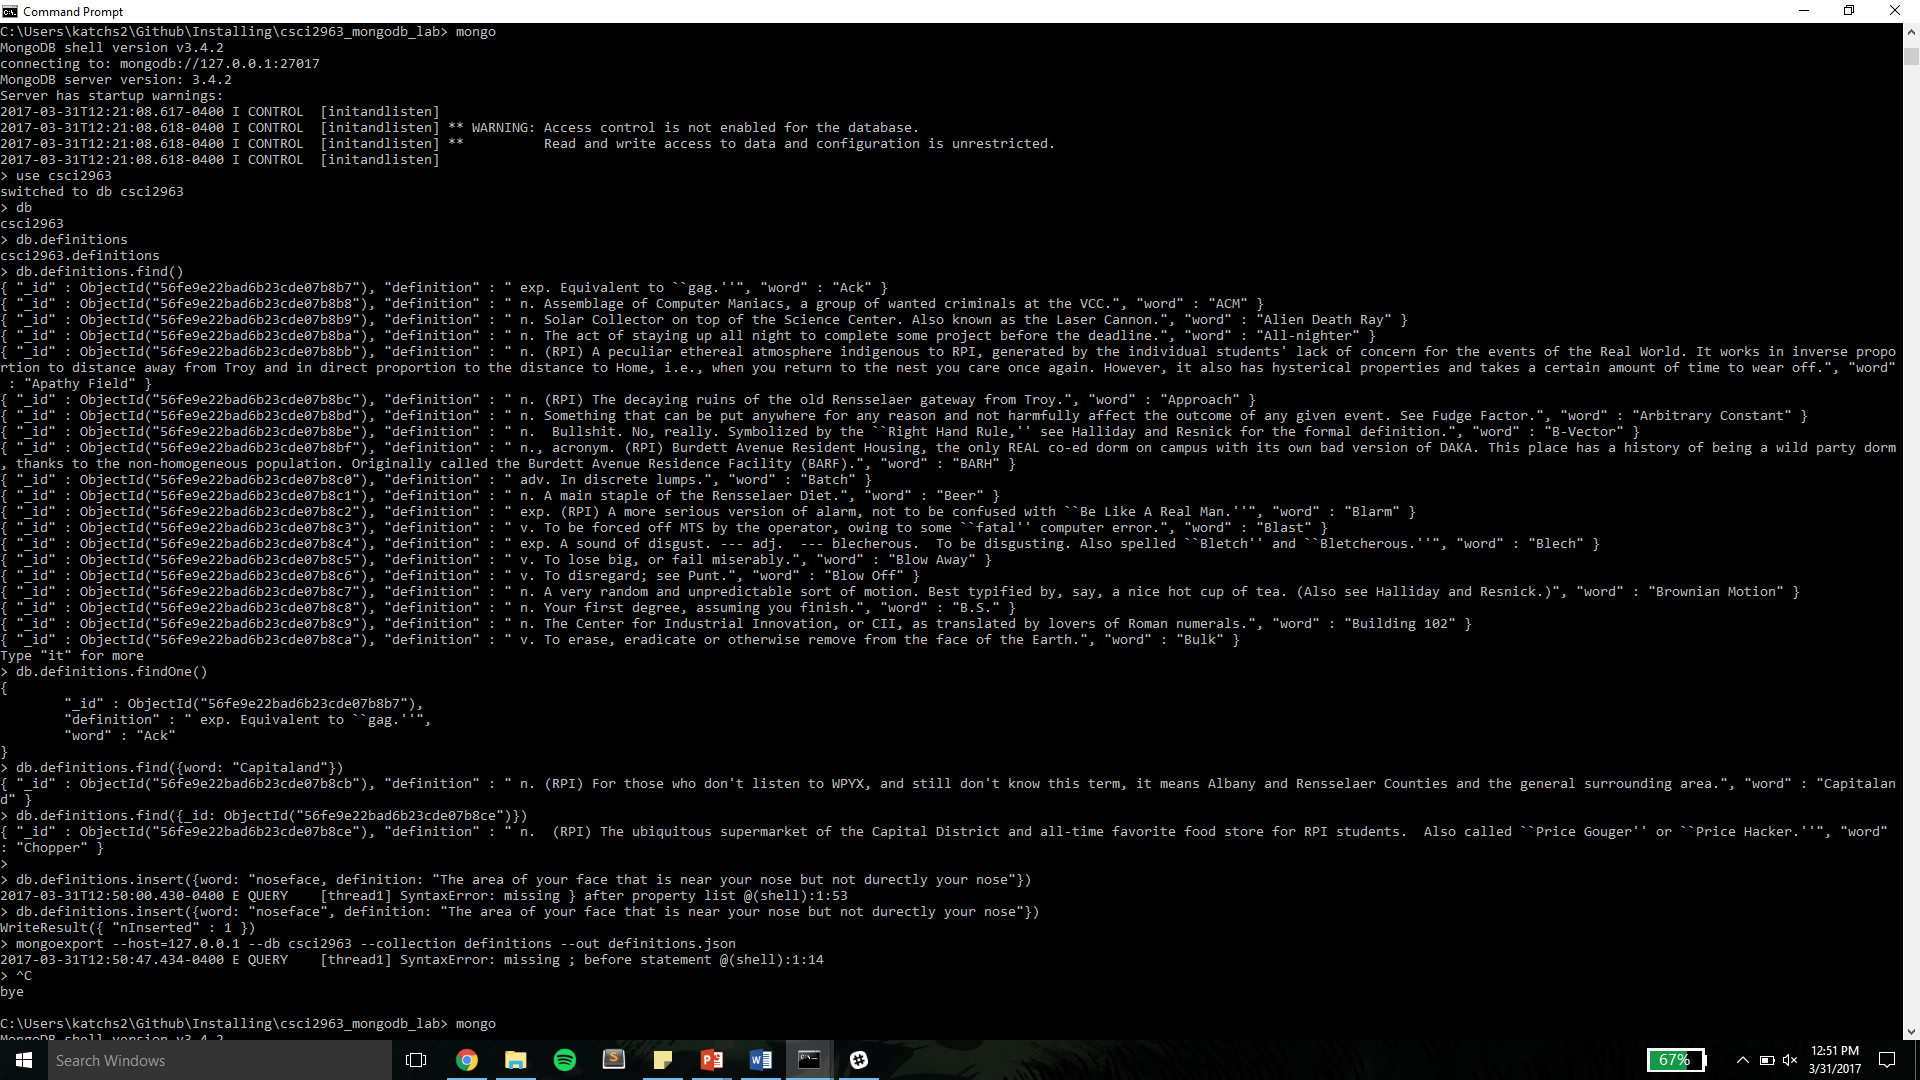 Command Prompt
C:\Users\katchs2\Github\Installing\csci2963_mongodb_lab> mongo
MongoDB shell version v3.4.2
connecting to: mongodb://127.0.0.1:27017
MongoDB server version: 3.4.2
Server has startup warnings:
2017-03-31T12:21:08.617-0400 I CONTROL  [initandlisten]
2017-03-31T12:21:08.618-0400 I CONTROL  [initandlisten] ** WARNING: Access control is not enabled for the database.
2017-03-31T12:21:08.618-0400 I CONTROL  [initandlisten] **          Read and write access to data and configuration is unrestricted.
2017-03-31T12:21:08.618-0400 I CONTROL  [initandlisten]
> use csci2963
switched to db csci2963
> db
csci2963
> db.definitions
csci2963.definitions
> db.definitions.find()
{ "_id" : ObjectId("56fe9e22bad6b23cde07b8b7"), "definition" : " exp. Equivalent to ``gag.''", "word" : "Ack" }
{ "_id" : ObjectId("56fe9e22bad6b23cde07b8b8"), "definition" : " n. Assemblage of Computer Maniacs, a group of wanted criminals at the VCC.", "word" : "ACM" }
{ "_id" : ObjectId("56fe9e22bad6b23cde07b8b9"), "definition" : " n. Solar Collector on top of the Science Center. Also known as the Laser Cannon.", "word" : "Alien Death Ray" }
{ "_id" : ObjectId("56fe9e22bad6b23cde07b8ba"), "definition" : " n. The act of staying up all night to complete some project before the deadline.", "word" : "All-nighter" }
{ "_id" : ObjectId("56fe9e22bad6b23cde07b8bb"), "definition" : " n. (RPI) A peculiar ethereal atmosphere indigenous to RPI, generated by the individual students' lack of concern for the events of the Real World. It works in inverse propo
rtion to distance away from Troy and in direct proportion to the distance to Home, i.e., when you return to the nest you care once again. However, it also has hysterical properties and takes a certain amount of time to wear off.", "word"
 : "Apathy Field" }
{ "_id" : ObjectId("56fe9e22bad6b23cde07b8bc"), "definition" : " n. (RPI) The decaying ruins of the old Rensselaer gateway from Troy.", "word" : "Approach" }
{ "_id" : ObjectId("56fe9e22bad6b23cde07b8bd"), "definition" : " n. Something that can be put anywhere for any reason and not harmfully affect the outcome of any given event. See Fudge Factor.", "word" : "Arbitrary Constant" }
{ "_id" : ObjectId("56fe9e22bad6b23cde07b8be"), "definition" : " n.  Bullshit. No, really. Symbolized by the ``Right Hand Rule,'' see Halliday and Resnick for the formal definition.", "word" : "B-Vector" }
{ "_id" : ObjectId("56fe9e22bad6b23cde07b8bf"), "definition" : " n., acronym. (RPI) Burdett Avenue Resident Housing, the only REAL co-ed dorm on campus with its own bad version of DAKA. This place has a history of being a wild party dorm
, thanks to the non-homogeneous population. Originally called the Burdett Avenue Residence Facility (BARF).", "word" : "BARH" }
{ "_id" : ObjectId("56fe9e22bad6b23cde07b8c0"), "definition" : " adv. In discrete lumps.", "word" : "Batch" }
{ "_id" : ObjectId("56fe9e22bad6b23cde07b8c1"), "definition" : " n. A main staple of the Rensselaer Diet.", "word" : "Beer" }
{ "_id" : ObjectId("56fe9e22bad6b23cde07b8c2"), "definition" : " exp. (RPI) A more serious version of alarm, not to be confused with ``Be Like A Real Man.''", "word" : "Blarm" }
{ "_id" : ObjectId("56fe9e22bad6b23cde07b8c3"), "definition" : " v. To be forced off MTS by the operator, owing to some ``fatal'' computer error.", "word" : "Blast" }
{ "_id" : ObjectId("56fe9e22bad6b23cde07b8c4"), "definition" : " exp. A sound of disgust. --- adj.  --- blecherous.  To be disgusting. Also spelled ``Bletch'' and ``Bletcherous.''", "word" : "Blech" }
{ "_id" : ObjectId("56fe9e22bad6b23cde07b8c5"), "definition" : " v. To lose big, or fail miserably.", "word" : "Blow Away" }
{ "_id" : ObjectId("56fe9e22bad6b23cde07b8c6"), "definition" : " v. To disregard; see Punt.", "word" : "Blow Off" }
{ "_id" : ObjectId("56fe9e22bad6b23cde07b8c7"), "definition" : " n. A very random and unpredictable sort of motion. Best typified by, say, a nice hot cup of tea. (Also see Halliday and Resnick.)", "word" : "Brownian Motion" }
{ "_id" : ObjectId("56fe9e22bad6b23cde07b8c8"), "definition" : " n. Your first degree, assuming you finish.", "word" : "B.S." }
{ "_id" : ObjectId("56fe9e22bad6b23cde07b8c9"), "definition" : " n. The Center for Industrial Innovation, or CII, as translated by lovers of Roman numerals.", "word" : "Building 102" }
{ "_id" : ObjectId("56fe9e22bad6b23cde07b8ca"), "definition" : " v. To erase, eradicate or otherwise remove from the face of the Earth.", "word" : "Bulk" }
Type "it" for more
> db.definitions.findOne()
{
        "_id" : ObjectId("56fe9e22bad6b23cde07b8b7"),
        "definition" : " exp. Equivalent to ``gag.''",
        "word" : "Ack"
}
> db.definitions.find({word: "Capitaland"})
{ "_id" : ObjectId("56fe9e22bad6b23cde07b8cb"), "definition" : " n. (RPI) For those who don't listen to WPYX, and still don't know this term, it means Albany and Rensselaer Counties and the general surrounding area.", "word" : "Capitalan
d" }
> db.definitions.find({_id: ObjectId("56fe9e22bad6b23cde07b8ce")})
{ "_id" : ObjectId("56fe9e22bad6b23cde07b8ce"), "definition" : " n.  (RPI) The ubiquitous supermarket of the Capital District and all-time favorite food store for RPI students.  Also called ``Price Gouger'' or ``Price Hacker.''", "word"
: "Chopper" }
>
> db.definitions.insert({word: "noseface, definition: "The area of your face that is near your nose but not durectly your nose"})
2017-03-31T12:50:00.430-0400 E QUERY    [thread1] SyntaxError: missing } after property list @(shell):1:53
> db.definitions.insert({word: "noseface", definition: "The area of your face that is near your nose but not durectly your nose"})
WriteResult({ "nInserted" : 1 })
> mongoexport --host=127.0.0.1 --db csci2963 --collection definitions --out definitions.json
2017-03-31T12:50:47.434-0400 E QUERY    [thread1] SyntaxError: missing ; before statement @(shell):1:14
> ^C
bye
C:\Users\katchs2\Github\Installing\csci2963_mongodb_lab> mongo
MongoDB shell version v3.4.2
Search Windows
67%
12:51 PM
3/31/2017